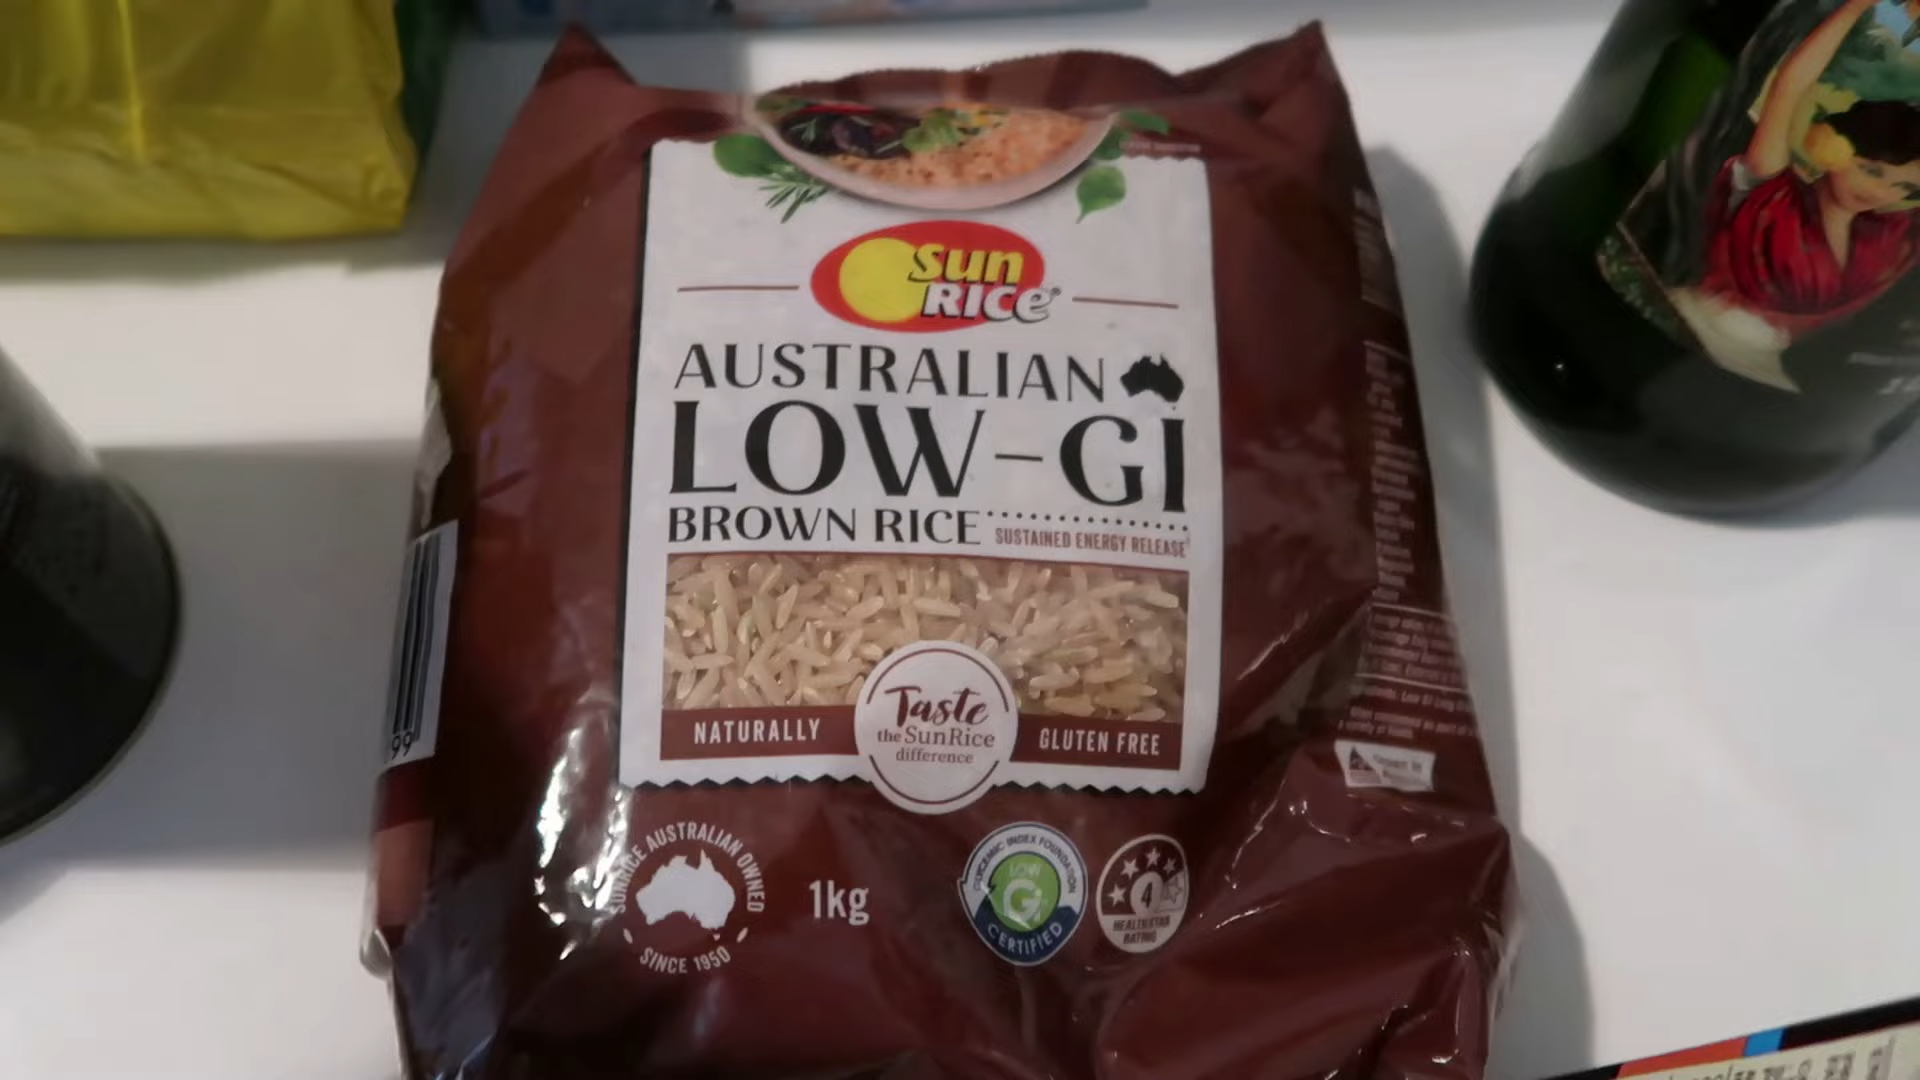 sun
RICe®
AUSTRALIAN
LOW-GI
BROWN RICE
SUSTAINED ENERGY RELEASE
NATURALLY
Taste
the SunRice
difference
GLUTEN FREE
SUNRICE AUSTRALIAN OWNED
SINCE 1950
1kg
GLYCEMIC INDEX FOUNDATION
LOW
Gi
CERTIFIED
4
HEALTH STAR
RATING
99